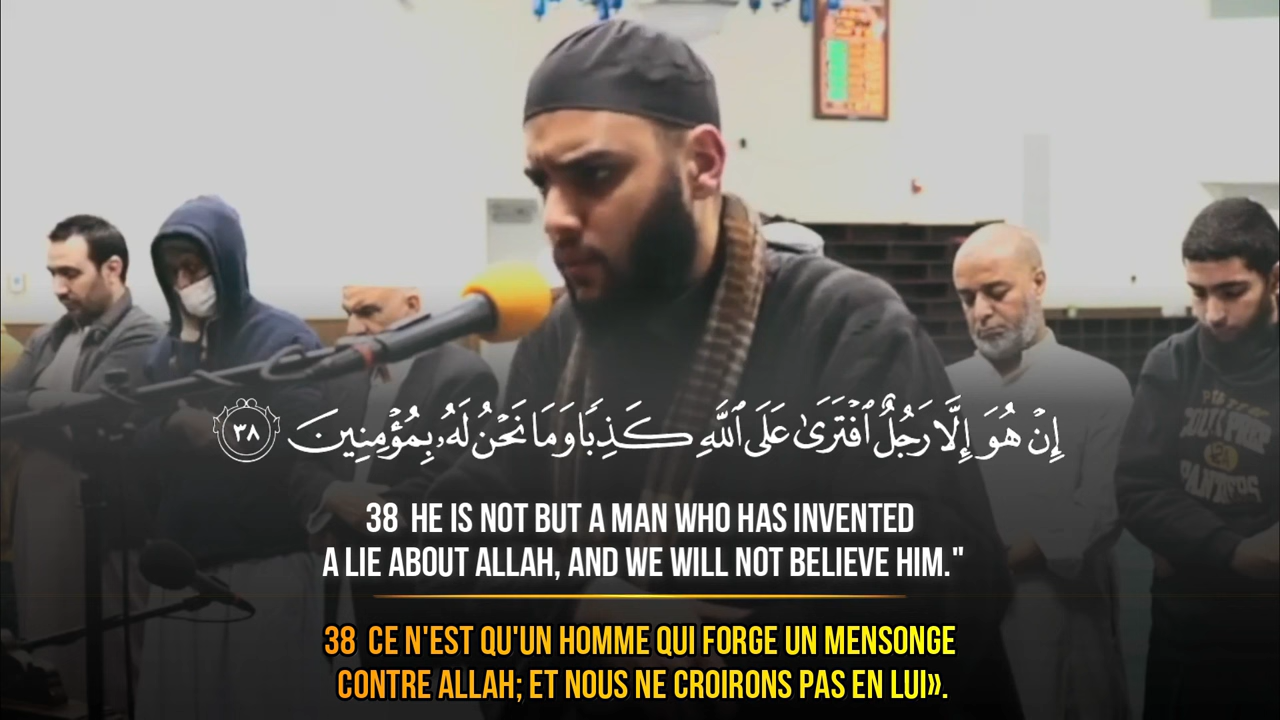 إِنْ هُوَ إِلَّا رَجُلٌ ٱفْتَرَىٰ عَلَى ٱللَّهِ كَذِبًا وَمَا نَحْنُ لَهُۥ بِمُؤْمِنِينَ ٣٨
38 HE IS NOT BUT A MAN WHO HAS INVENTED
A LIE ABOUT ALLAH, AND WE WILL NOT BELIEVE HIM."
38 CE N'EST QU'UN HOMME QUI FORGE UN MENSONGE
CONTRE ALLAH; ET NOUS NE CROIRONS PAS EN LUI».
PANTHERS